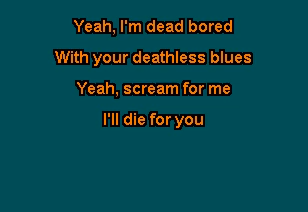 Yeah, I'm dead bored
With your deathless blues
Yeah, scream for me
I'll die for you